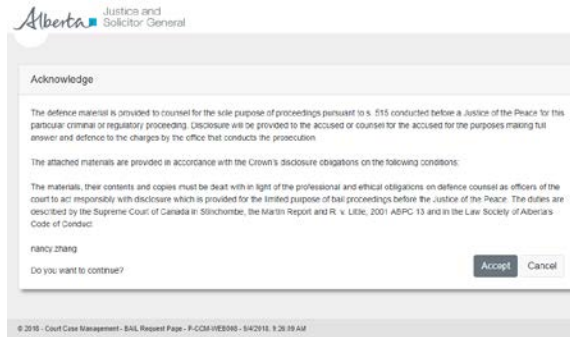 Alberta Justice and
Solicitor General
Acknowledge
The defence material is provided to counsel for the sole purpose of proceedings pursuant to s. 515 conducted before a Justice of the Peace for this
particular criminal or regulatory proceeding. Disclosure will be provided to the accused or counsel for the accused for the purposes making full
answer and defence to the charges by the office that conducts the prosecution
The attached materials are provided in accordance with the Crown's disclosure obligations on the following conditions:
The materials, their contents and copies must be dealt with in light of the professional and ethical obligations on defence counsel as officers of the
court to act responsibly with disclosure which is provided for the limited purpose of bail proceedings before the Justice of the Peace. The duties are
described by the Supreme Court of Canada in Stinchombe, the Martin Report and R. v. Little, 2001 ABPC 13 and in the Law Society of Alberta's
Code of Conduct
nancy.zhang
Do you want to continue?
Accept Cancel
© 2018 - Court Case Management - BAIL Request Page - P-CCM-WEB046 - 5/4/2018, 9:26:09 AM